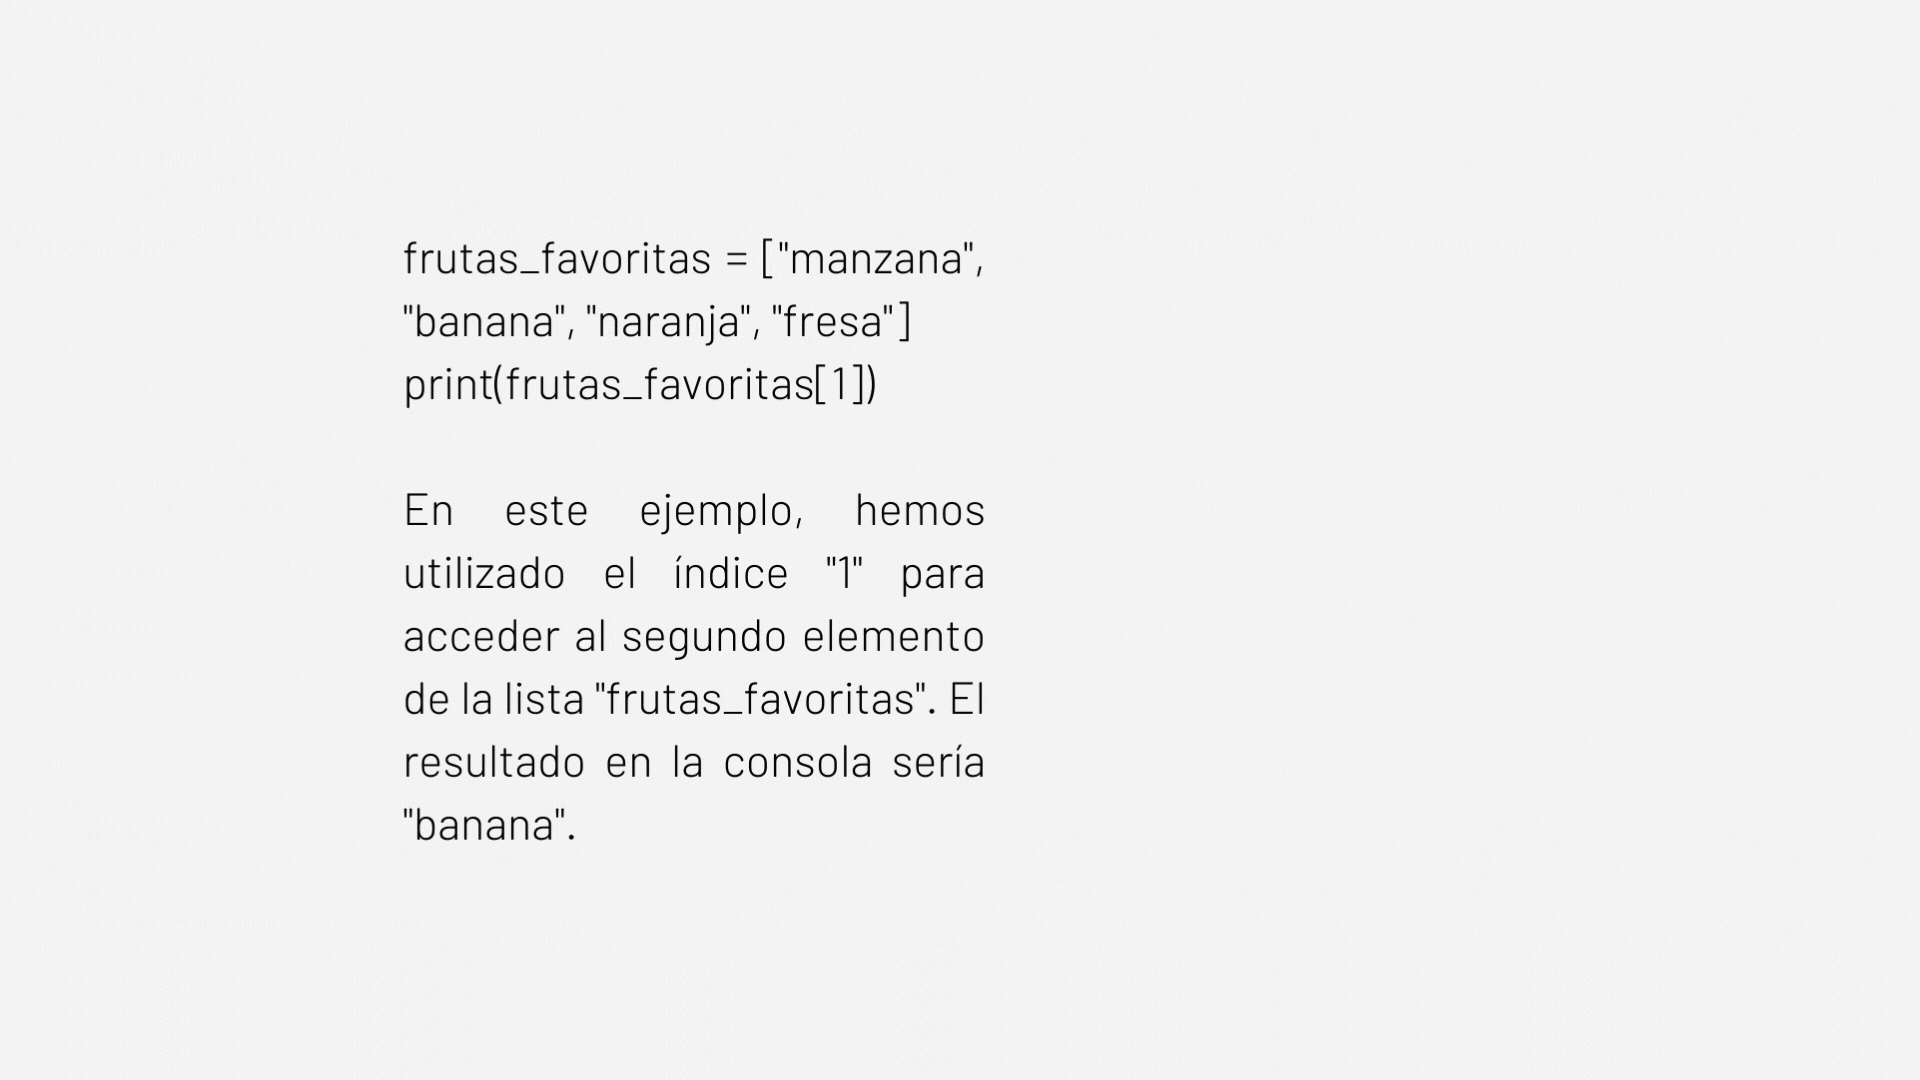 frutas_favoritas = ["manzana",
"banana", "naranja", "fresa"]
print(frutas_favoritas[1])
En este ejemplo, hemos
utilizado el índice "1" para
acceder al segundo elemento
de la lista "frutas_favoritas". El
resultado en la consola sería
"banana".